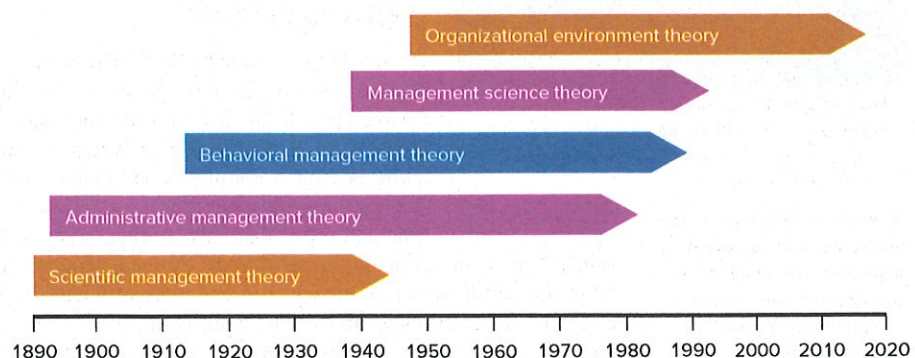 Organizational environment theory
Management science theory
Behavioral management theory
Administrative management theory
Scientific management theory
1890 1900 1910 1920 1930 1940 1950 1960 1970 1980 1990 2000 2010 2020